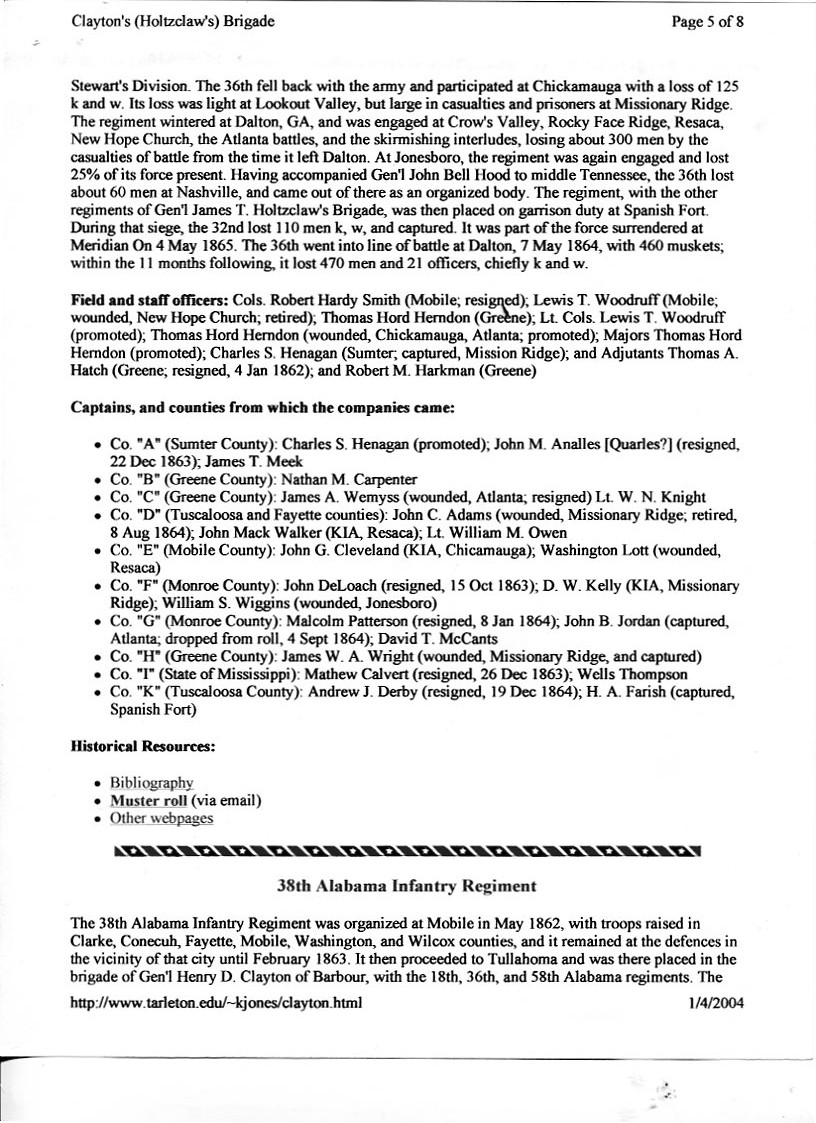 Clayton's (Holtzclaw's) Brigade
Page 5 of 8
Stewart's Division. The 36th fell back with the army and participated at Chickamauga with a loss of 125
k and w. Its loss was light at Lookout Valley, but large in casualties and prisoners at Missionary Ridge.
The regiment wintered at Dalton, GA, and was engaged at Crow's Valley, Rocky Face Ridge, Resaca,
New Hope Church, the Atlanta battles, and the skirmishing interludes, losing about 300 men by the
casualties of battle from the time it left Dalton. At Jonesboro, the regiment was again engaged and lost
25% of its force present. Having accompanied Gen'l John Bell Hood to middle Tennessee, the 36th lost
about 60 men at Nashville, and came out of there as an organized body. The regiment, with the other
regiments of Gen'l James T. Holtzclaw's Brigade, was then placed on garrison duty at Spanish Fort.
During that siege, the 32nd lost 110 men k, w, and captured. It was part of the force surrendered at
Meridian On 4 May 1865. The 36th went into line of battle at Dalton, 7 May 1864, with 460 muskets;
within the 11 months following, it lost 470 men and 21 officers, chiefly k and w.
Field and staff officers: Cols. Robert Hardy Smith (Mobile; resigned); Lewis T. Woodruff (Mobile;
wounded, New Hope Church; retired); Thomas Hord Herndon (Greene); Lt. Cols. Lewis T. Woodruff
(promoted); Thomas Hord Herndon (wounded, Chickamauga, Atlanta; promoted); Majors Thomas Hord
Herndon (promoted); Charles S. Henagan (Sumter; captured, Mission Ridge); and Adjutants Thomas A.
Hatch (Greene; resigned, 4 Jan 1862); and Robert M. Harkman (Greene)
Captains, and counties from which the companies came:
• Co. "A" (Sumter County): Charles S. Henagan (promoted); John M. Analles [Quarles?] (resigned,
22 Dec 1863); James T. Meek
• Co. "B" (Greene County): Nathan M. Carpenter
• Co. "C" (Greene County): James A. Wemyss (wounded, Atlanta; resigned) Lt. W. N. Knight
• Co. "D" (Tuscaloosa and Fayette counties): John C. Adams (wounded, Missionary Ridge; retired,
8 Aug 1864); John Mack Walker (KIA, Resaca); Lt. William M. Owen
• Co. "E" (Mobile County): John G. Cleveland (KIA, Chicamauga); Washington Lott (wounded,
Resaca)
• Co. "F" (Monroe County): John DeLoach (resigned, 15 Oct 1863); D. W. Kelly (KIA, Missionary
Ridge); William S. Wiggins (wounded, Jonesboro)
• Co. "G" (Monroe County): Malcolm Patterson (resigned, 8 Jan 1864); John B. Jordan (captured,
Atlanta; dropped from roll, 4 Sept 1864); David T. McCants
• Co. "H" (Greene County): James W. A. Wright (wounded, Missionary Ridge, and captured)
• Co. "I" (State of Mississippi): Mathew Calvert (resigned, 26 Dec 1863); Wells Thompson
• Co. "K" (Tuscaloosa County): Andrew J. Derby (resigned, 19 Dec 1864); H. A. Farish (captured,
Spanish Fort)
Historical Resources:
• Bibliography
• Muster roll (via email)
• Other webpages
38th Alabama Infantry Regiment
The 38th Alabama Infantry Regiment was organized at Mobile in May 1862, with troops raised in
Clarke, Conecuh, Fayette, Mobile, Washington, and Wilcox counties, and it remained at the defences in
the vicinity of that city until February 1863. It then proceeded to Tullahoma and was there placed in the
brigade of Gen'l Henry D. Clayton of Barbour, with the 18th, 36th, and 58th Alabama regiments. The
http://www.tarleton.edu/~kjones/clayton.html
1/4/2004